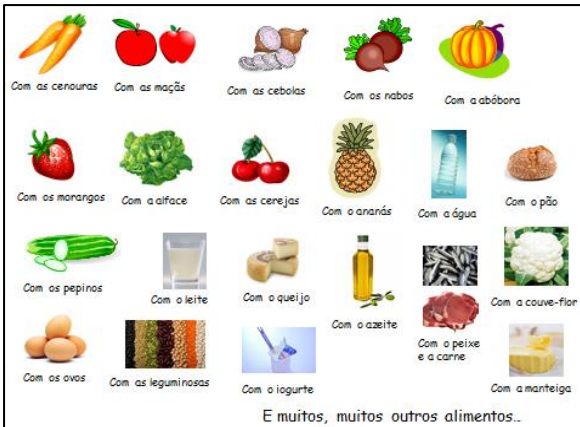 Com as cenouras
Com as maçãs
Com as cebolas
Com os nabos
Com a abóbora
Com os morangos
Com a alface
Com as cerejas
Com o ananás
Com a água
Com o pão
Com os pepinos
Com o leite
Com o queijo
Com o azeite
Com o peixe
e a carne
Com a couve-flor
Com os ovos
Com as leguminosas
Com o iogurte
Com a manteiga
E muitos, muitos outros alimentos...